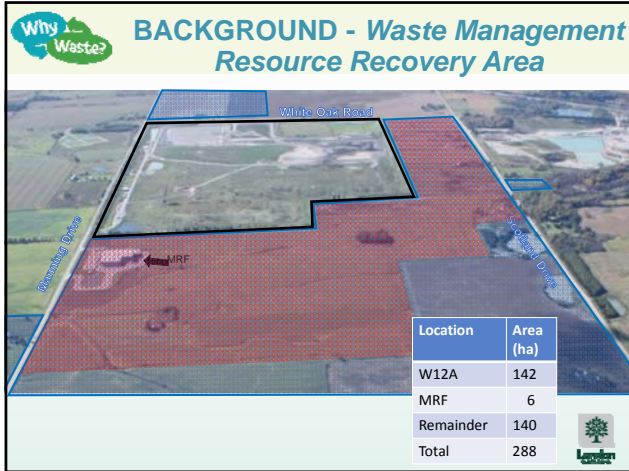 Why
Waste?
BACKGROUND - Waste Management
Resource Recovery Area
White Oak Road
Manning Drive
Scotland Drive
MRF
Location Area
(ha)
W12A 142
MRF 6
Remainder 140
Total 288
London